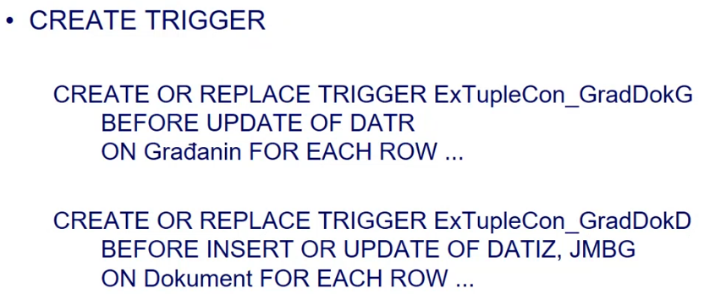 • CREATE TRIGGER
CREATE OR REPLACE TRIGGER ExTupleCon_GradDokG
BEFORE UPDATE OF DATR
ON Građanin FOR EACH ROW ...
CREATE OR REPLACE TRIGGER ExTupleCon_GradDokD
BEFORE INSERT OR UPDATE OF DATIZ, JMBG
ON Dokument FOR EACH ROW ...